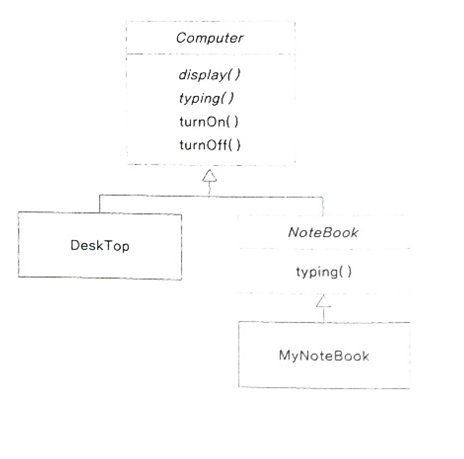 Computer
display()
typing()
turnOn()
turnOff()
DeskTop
NoteBook
typing()
MyNoteBook